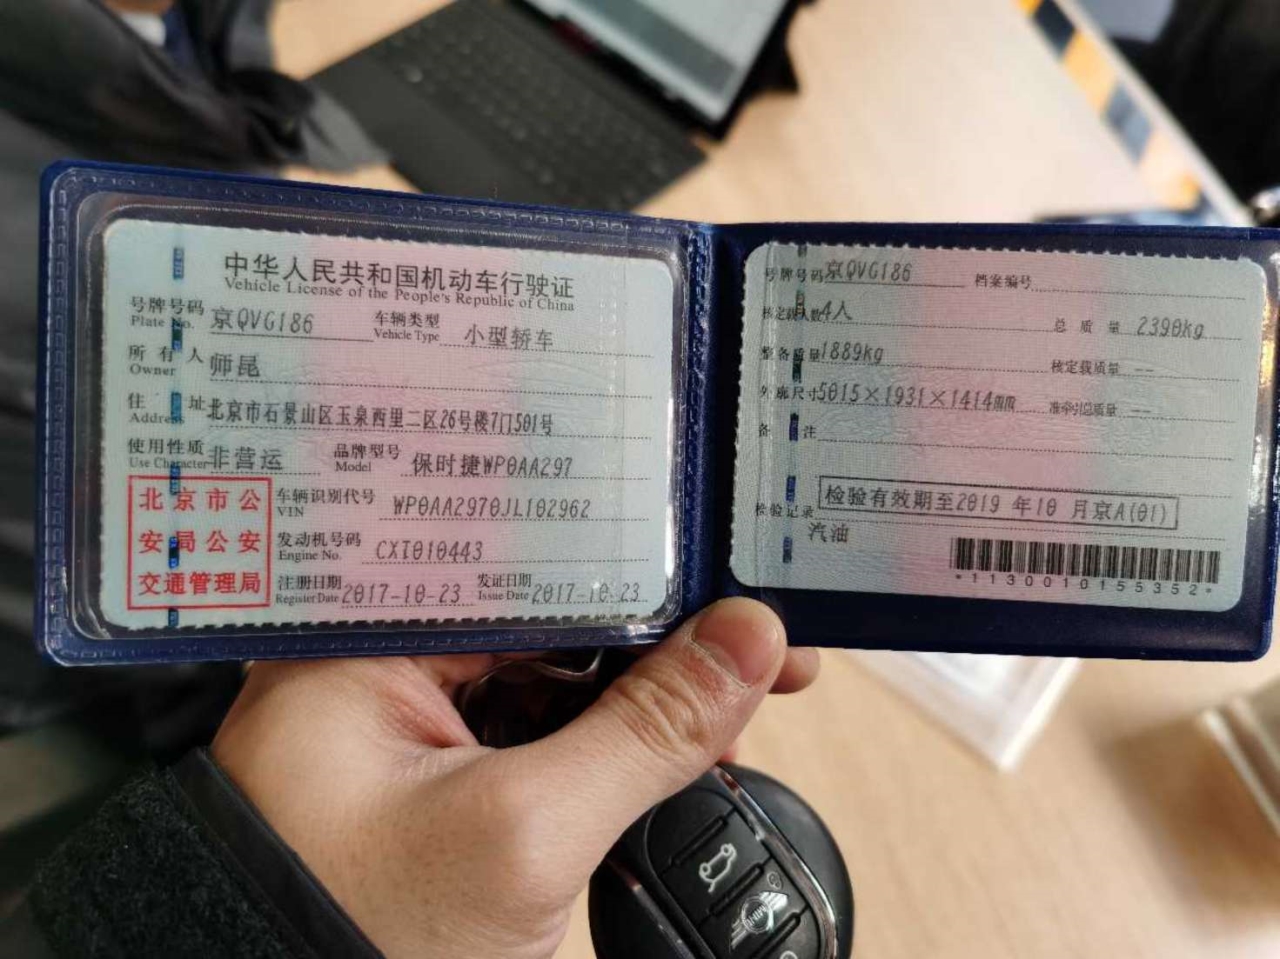 中华人民共和国机动车行驶证
Vehicle License of the People's Republic of China
号牌号码 京QVG186 车辆类型 小型轿车
Plate No. Vehicle Type
所有人 师昆
Owner
住址 北京市石景山区玉泉西里二区26号楼7门501号
Address
使用性质 非营运 品牌型号 保时捷WP0AA297
Use Character Model
北京市公
安局公安
交通管理局
车辆识别代号 WP0AA2970JL102962
VIN
发动机号码 CXT010443
Engine No.
注册日期 2017-10-23 发证日期 2017-10-23
Register Date Issue Date
号牌号码 京QVG186 档案编号
核定载人数 4人 总质量 2390kg
整备质量 1889kg 核定载质量 --
外廓尺寸 5015×1931×1414mm 准牵引总质量 --
备注
检验记录 检验有效期至2019 年10 月京A(01)
汽油
*1130010155352*
MINI